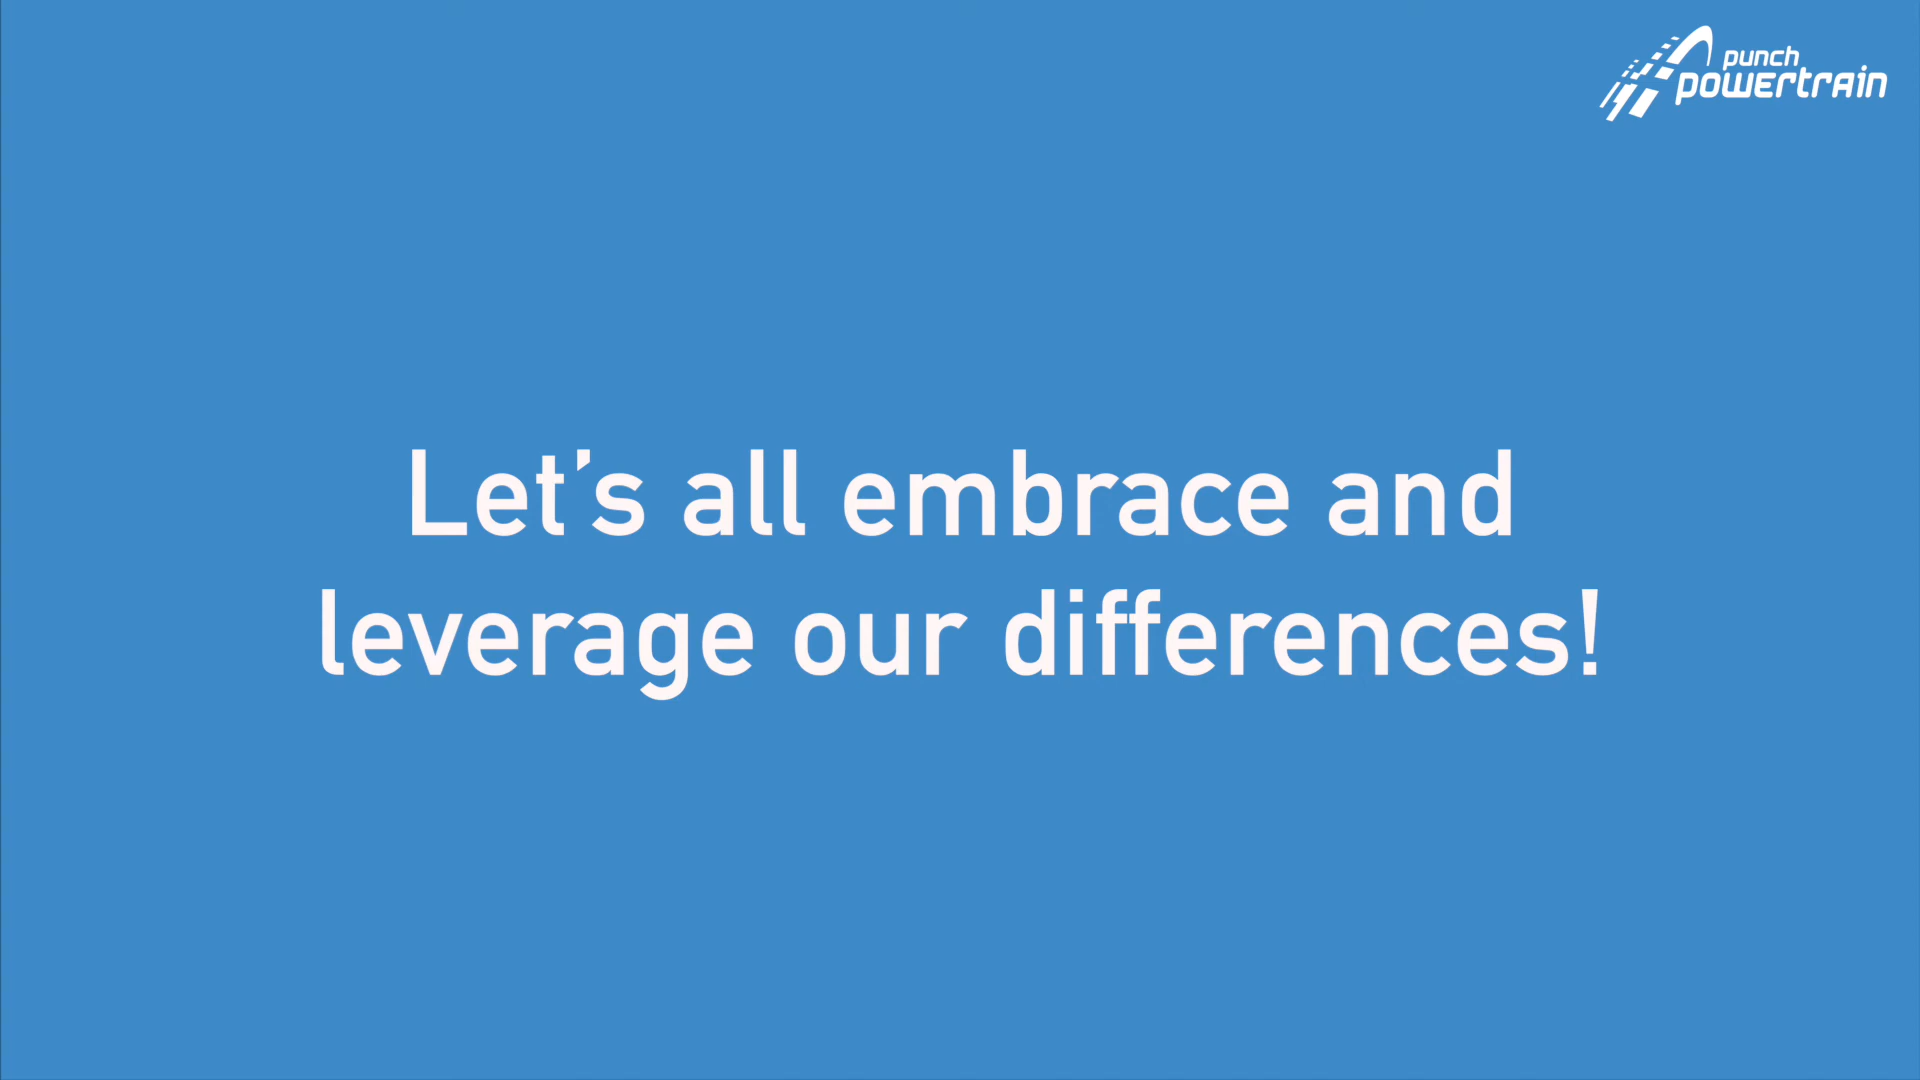 punch
powertrain
Let’s all embrace and
leverage our differences!